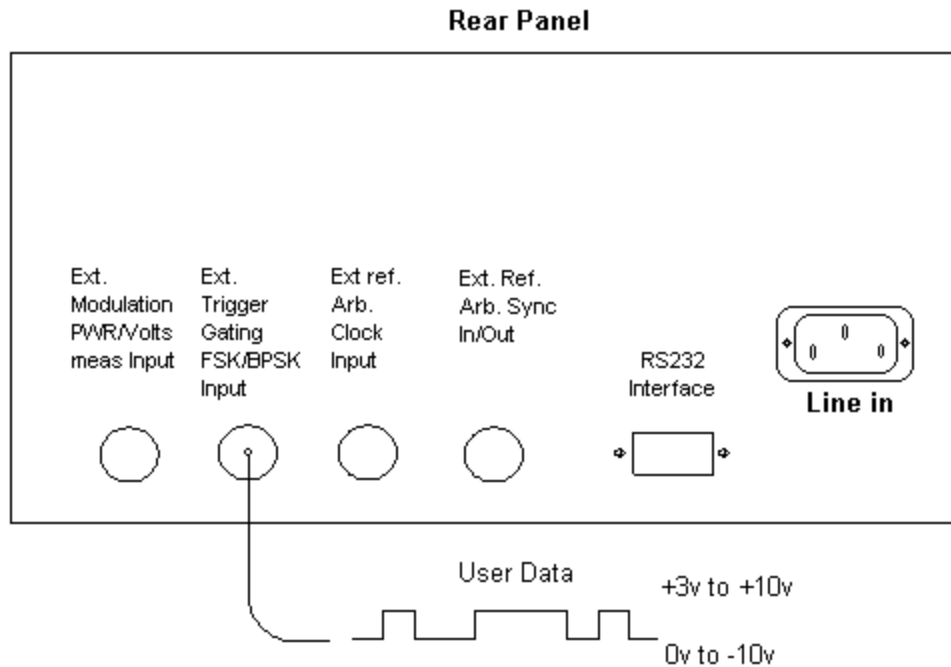 Rear Panel
Ext.
Modulation
PWR/Volts
meas Input
Ext.
Trigger
Gating
FSK/BPSK
Input
Ext ref.
Arb.
Clock
Input
Ext. Ref.
Arb. Sync
In/Out
RS232
Interface
Line in
User Data
+3v to +10v
0v to -10v